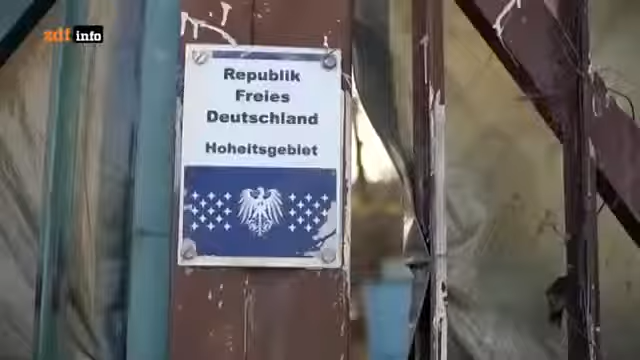 zdf info
Republik
Freies
Deutschland
Hoheitsgebiet